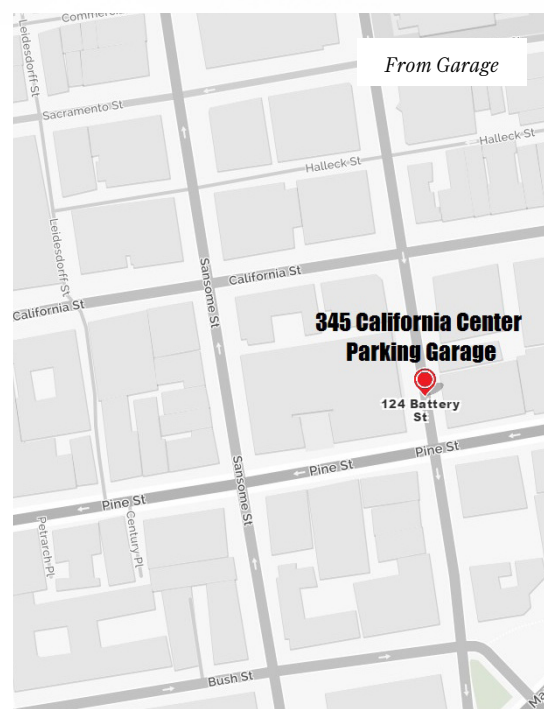 Leidesdorff St
From Garage
Sacramento St
Halleck St
Halleck St
Leidesdorff St
Sansome St
California St
California St
345 California Center
Parking Garage
124 Battery
St
Pine St
Pine St
Sansome St
Pine St
Petrarch Pl
Century Pl
Bush St